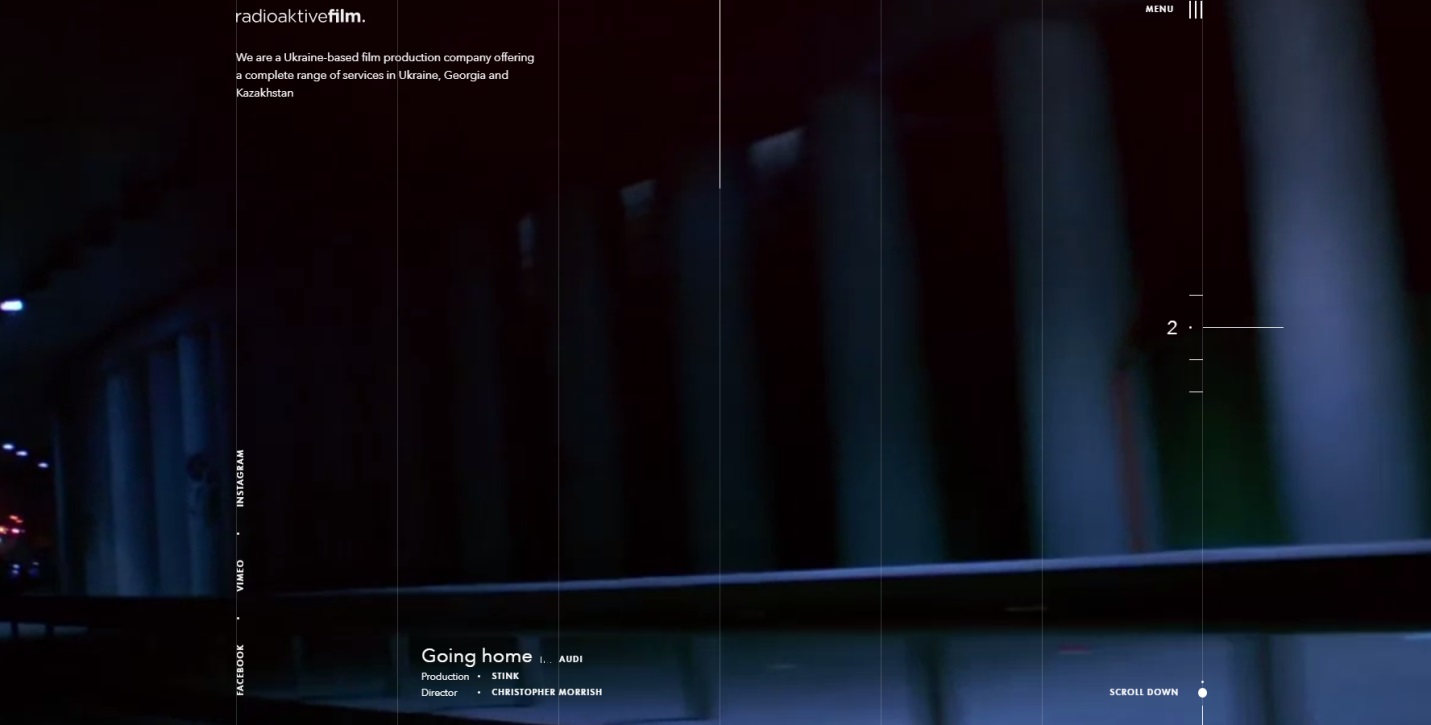 radioaktivefilm.
MENU
We are a Ukraine-based film production company offering
a complete range of services in Ukraine, Georgia and
Kazakhstan
2
INSTAGRAM
VIMEO
FACEBOOK
Going home AUDI
Production • STINK
Director • CHRISTOPHER MORRISH
SCROLL DOWN